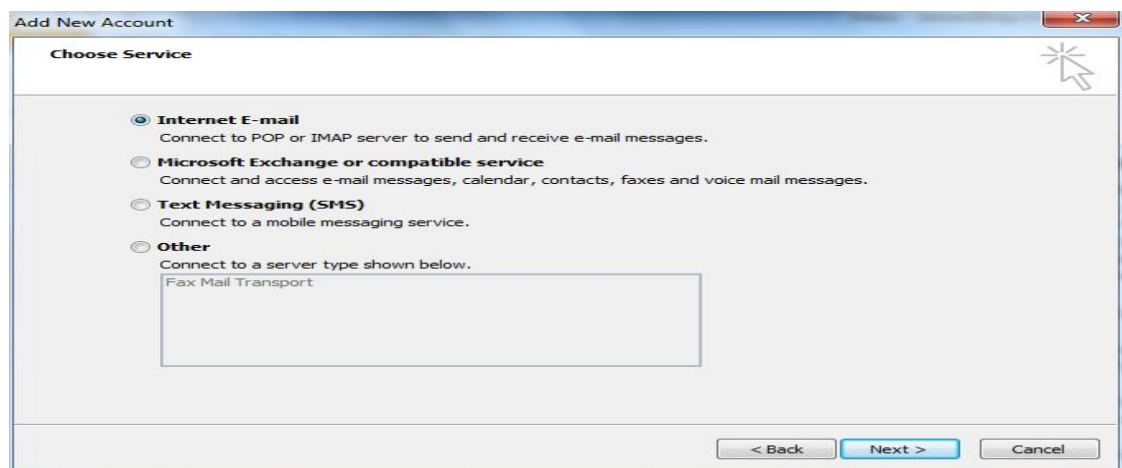 Add New Account
Choose Service
Internet E-mail
Connect to POP or IMAP server to send and receive e-mail messages.
Microsoft Exchange or compatible service
Connect and access e-mail messages, calendar, contacts, faxes and voice mail messages.
Text Messaging (SMS)
Connect to a mobile messaging service.
Other
Connect to a server type shown below.
Fax Mail Transport
< Back Next > Cancel